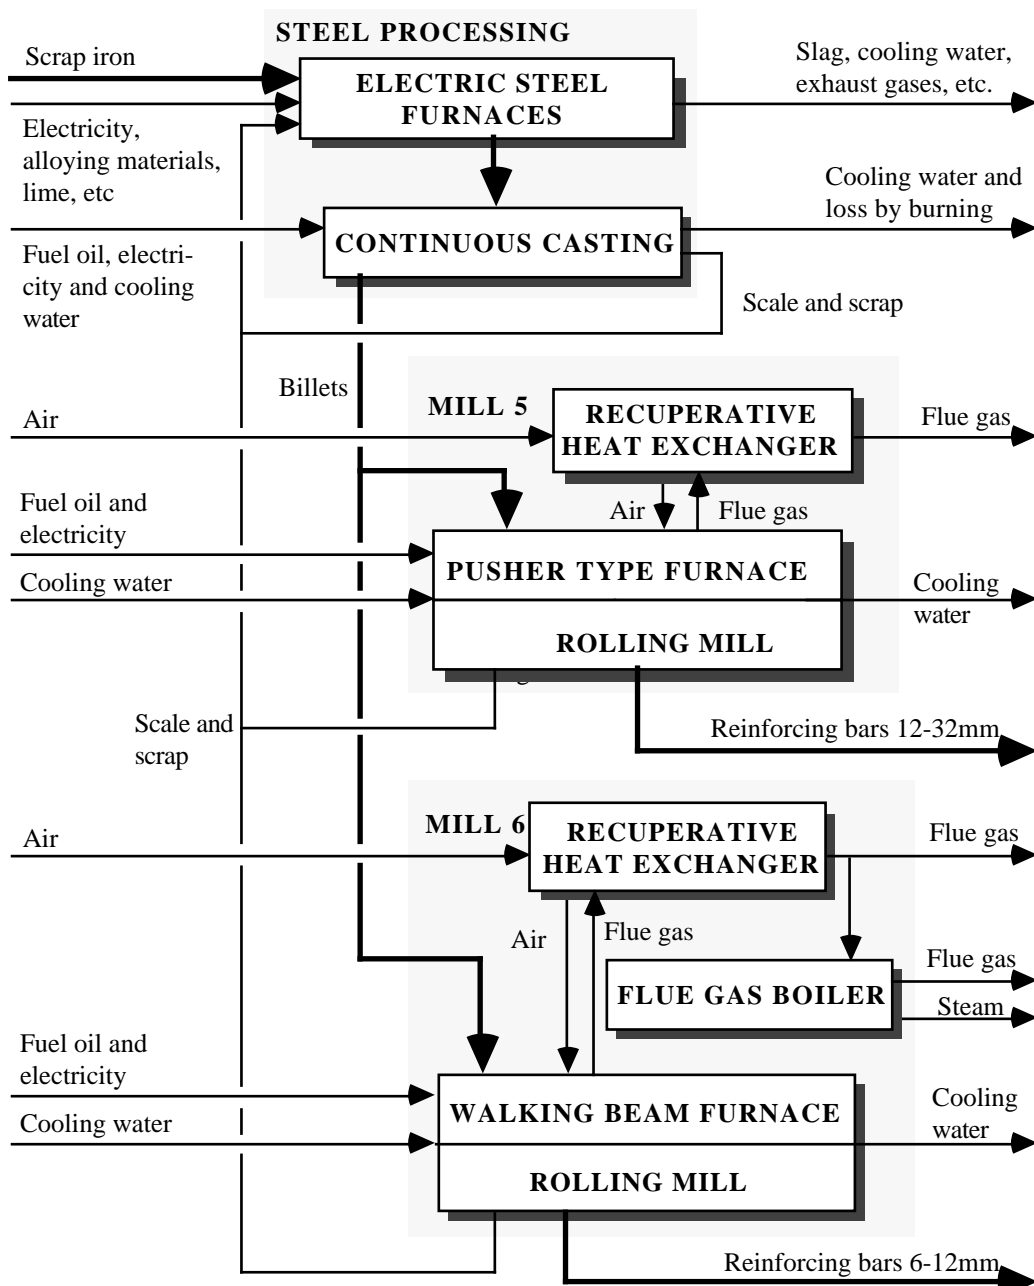 STEEL PROCESSING
Scrap iron
ELECTRIC STEEL
FURNACES
Slag, cooling water,
exhaust gases, etc.
Electricity,
alloying materials,
lime, etc
Cooling water and
loss by burning
CONTINUOUS CASTING
Fuel oil, electri-
city and cooling
water
Scale and scrap
Billets
MILL 5
RECUPERATIVE
HEAT EXCHANGER
Air
Flue gas
Air
Flue gas
Fuel oil and
electricity
PUSHER TYPE FURNACE
Cooling water
Cooling
water
ROLLING MILL
Scale and
scrap
Reinforcing bars 12-32mm
MILL 6
RECUPERATIVE
HEAT EXCHANGER
Air
Flue gas
Air
Flue gas
FLUE GAS BOILER
Flue gas
Steam
Fuel oil and
electricity
WALKING BEAM FURNACE
Cooling water
Cooling
water
ROLLING MILL
Reinforcing bars 6-12mm